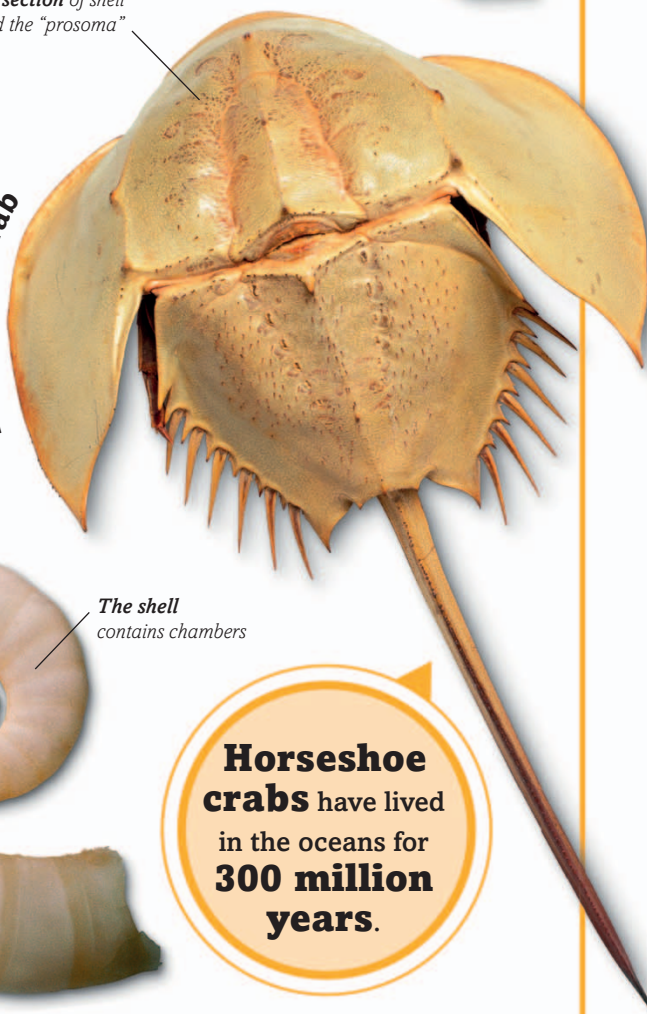 section of shell
the “prosoma”
ab
The shell
contains chambers
Horseshoe
crabs have lived
in the oceans for
300 million
years.